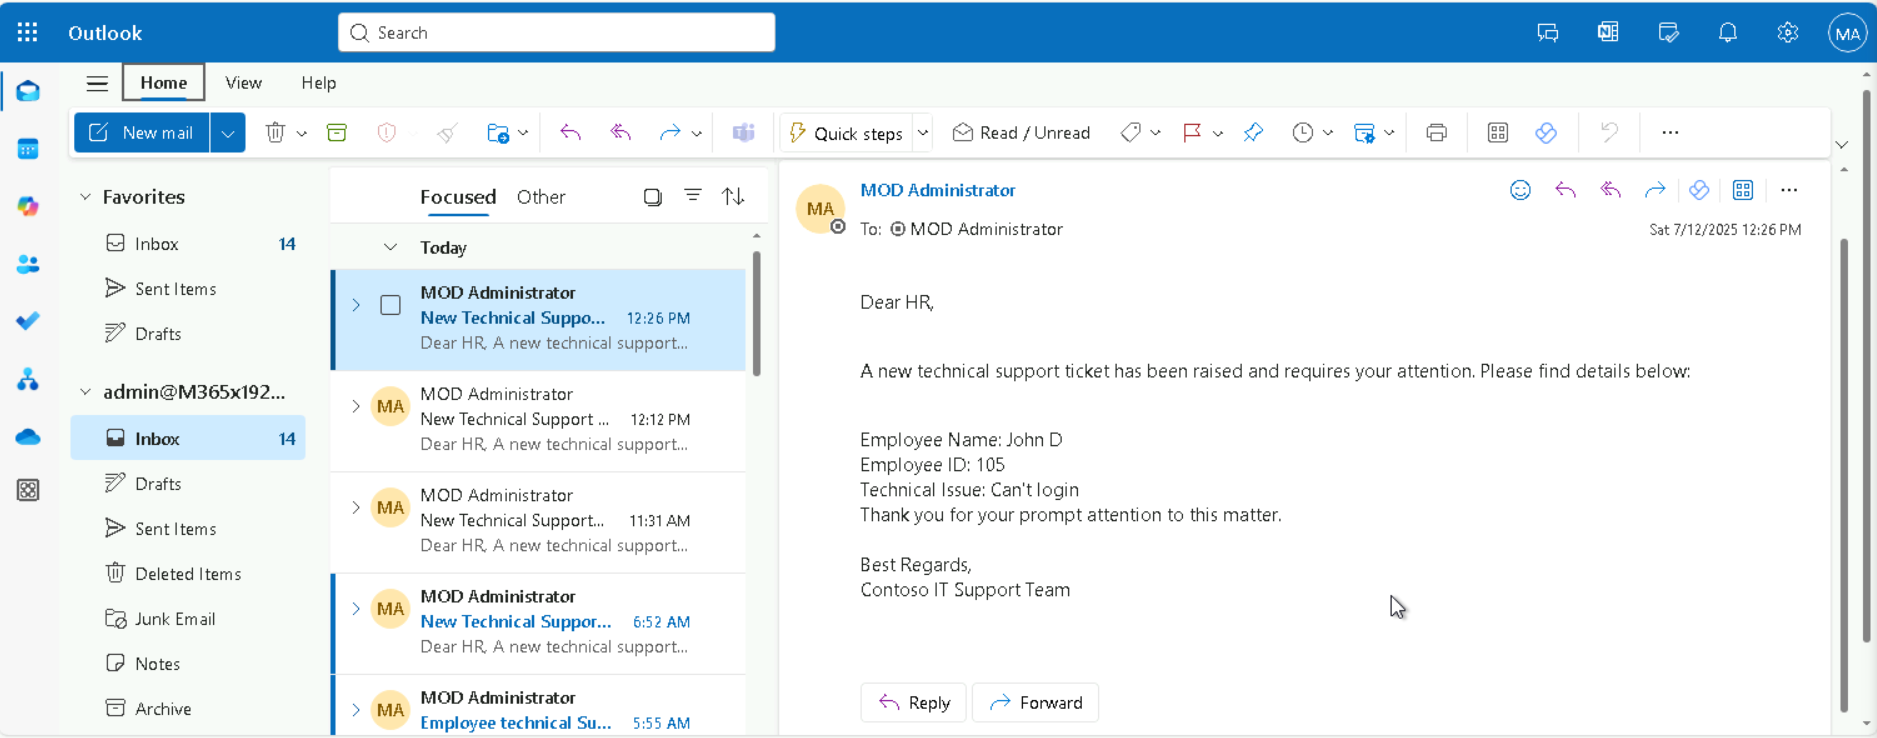 Outlook
Search
MA
Home
View
Help
New mail
Quick steps
Read / Unread
Favorites
Inbox 14
Sent Items
Drafts
admin@M365x192...
Inbox 14
Drafts
Sent Items
Deleted Items
Junk Email
Notes
Archive
Focused
Other
Today
MOD Administrator
New Technical Suppo... 12:26 PM
Dear HR, A new technical support...
MA
MOD Administrator
New Technical Support ... 12:12 PM
Dear HR, A new technical support...
MA
MOD Administrator
New Technical Support... 11:31 AM
Dear HR, A new technical support...
MA
MOD Administrator
New Technical Suppor... 6:52 AM
Dear HR, A new technical support...
MA
MOD Administrator
Employee technical Su... 5:55 AM
MA
MOD Administrator
To: MOD Administrator
Sat 7/12/2025 12:26 PM
Dear HR,
A new technical support ticket has been raised and requires your attention. Please find details below:
Employee Name: John D
Employee ID: 105
Technical Issue: Can't login
Thank you for your prompt attention to this matter.
Best Regards,
Contoso IT Support Team
Reply
Forward